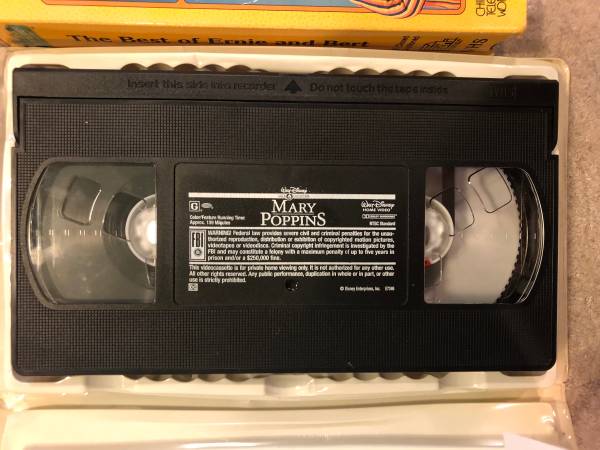 The Best of Ernie and Bert
VHS
Insert this side into recorder Do not touch the tape inside
VHS
Walt Disney
MARY
POPPINS
G
Color/Feature Running Time:
Approx. 139 Minutes
Walt Disney
HOME VIDEO
NTSC Standard
FBI
WARNING! Federal law provides severe civil and criminal penalties for the unau-
thorized reproduction, distribution or exhibition of copyrighted motion pictures,
videotapes or videodiscs. Criminal copyright infringement is investigated by the
FBI and may constitute a felony with a maximum penalty of up to five years in
prison and/or a $250,000 fine.
This videocassette is for private home viewing only. It is not authorized for any other use.
All other rights reserved. Any public performance, duplication in whole or in part, or other
use is strictly prohibited.
© Disney Enterprises, Inc.